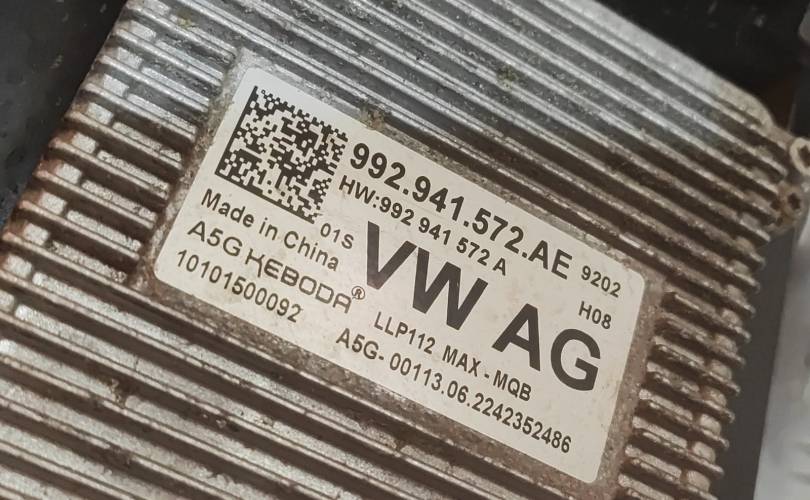 992.941.572.AE 9202
HW:992 941 572 A
H08
01S
VW AG
Made in China
A5G KEBODA®
10101500092
LLP112 MAX-MQB
A5G- 00113.06.2242352486